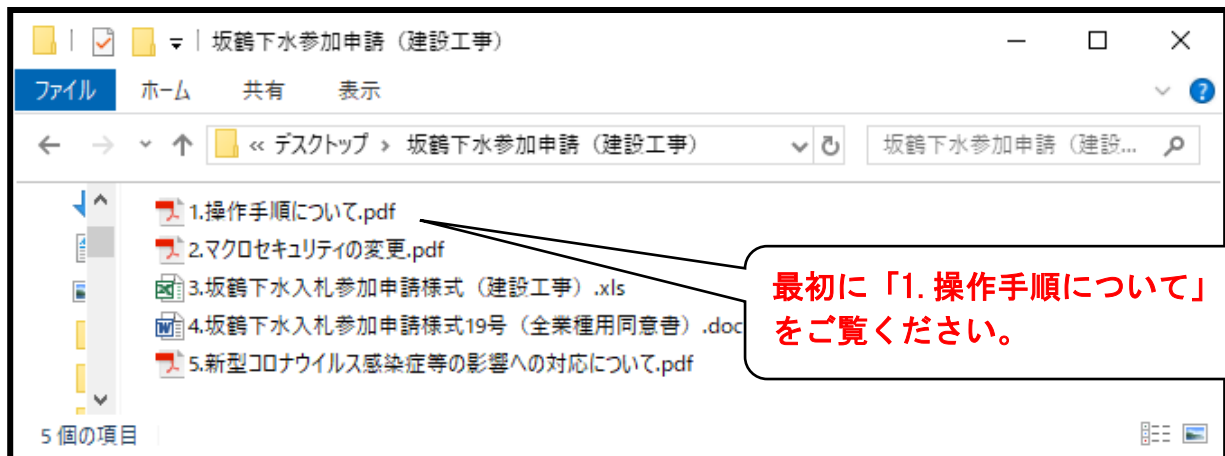 坂鶴下水参加申請（建設工事）
ファイル ホーム 共有 表示
« デスクトップ › 坂鶴下水参加申請（建設工事） 坂鶴下水参加申請（建設...
1.操作手順について.pdf
2.マクロセキュリティの変更.pdf
3.坂鶴下水入札参加申請様式（建設工事）.xls
4.坂鶴下水入札参加申請様式19号（全業種用同意書）.doc
5.新型コロナウイルス感染症等の影響への対応について.pdf
最初に「1.操作手順について」
をご覧ください。
5 個の項目